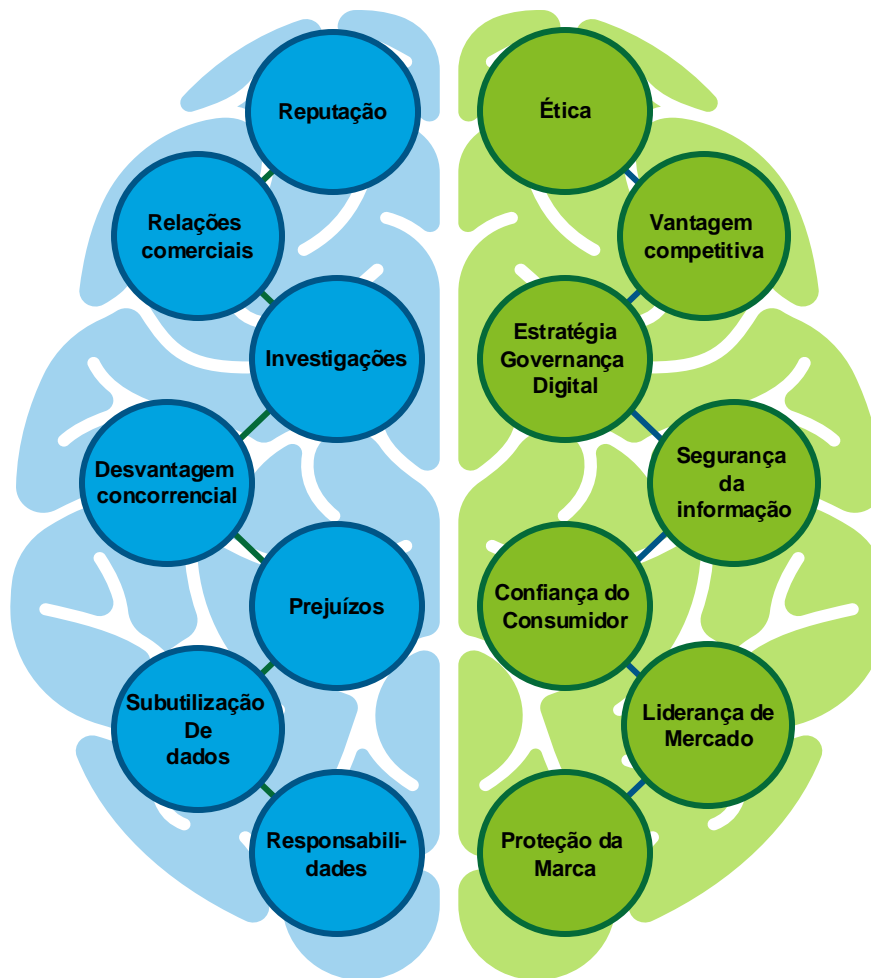 Reputação
Relações
comerciais
Investigações
Desvantagem
concorrencial
Prejuízos
Subutilização
De
dados
Responsabili-
dades
Ética
Vantagem
competitiva
Estratégia
Governança
Digital
Segurança
da
informação
Confiança do
Consumidor
Liderança de
Mercado
Proteção da
Marca